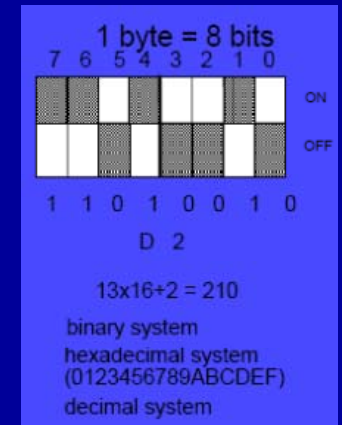 1 byte = 8 bits
7 6 5 4 3 2 1 0
ON
OFF
1 1 0 1 0 0 1 0
D 2
13x16+2 = 210
binary system
hexadecimal system
(0123456789ABCDEF)
decimal system